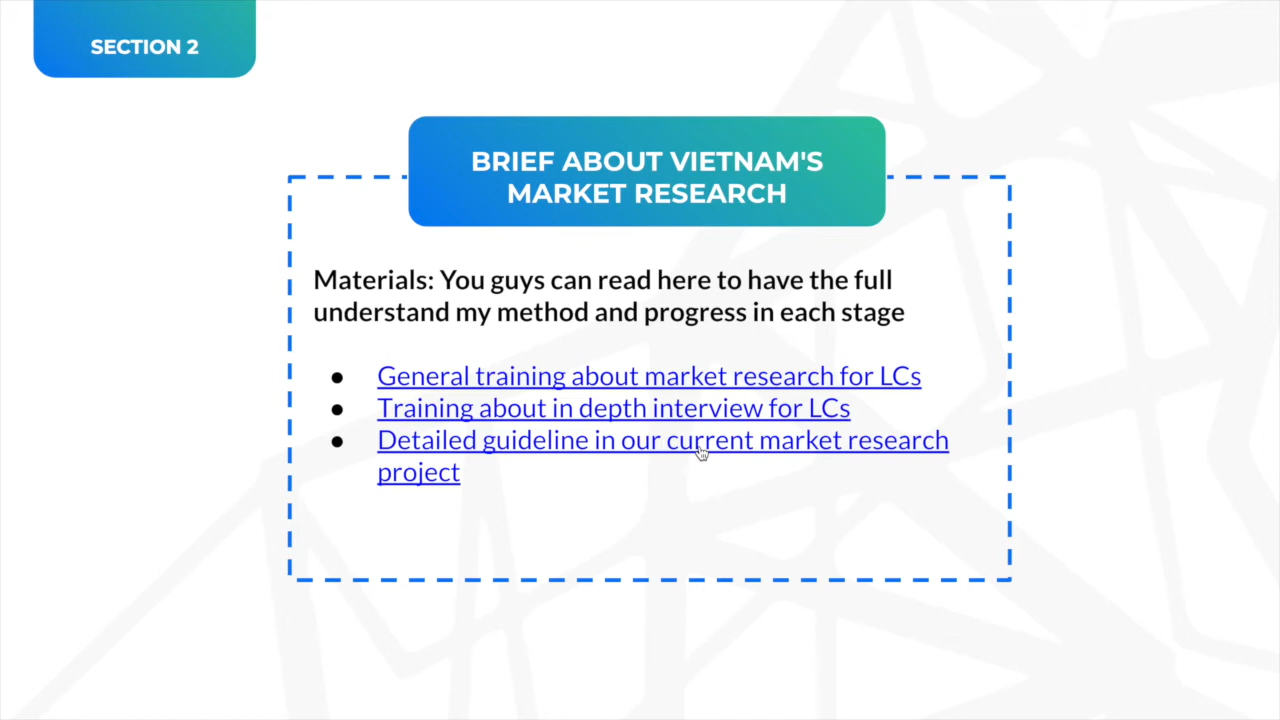 SECTION 2
BRIEF ABOUT VIETNAM'S
MARKET RESEARCH
Materials: You guys can read here to have the full
understand my method and progress in each stage
● General training about market research for LCs
● Training about in depth interview for LCs
● Detailed guideline in our current market research
project